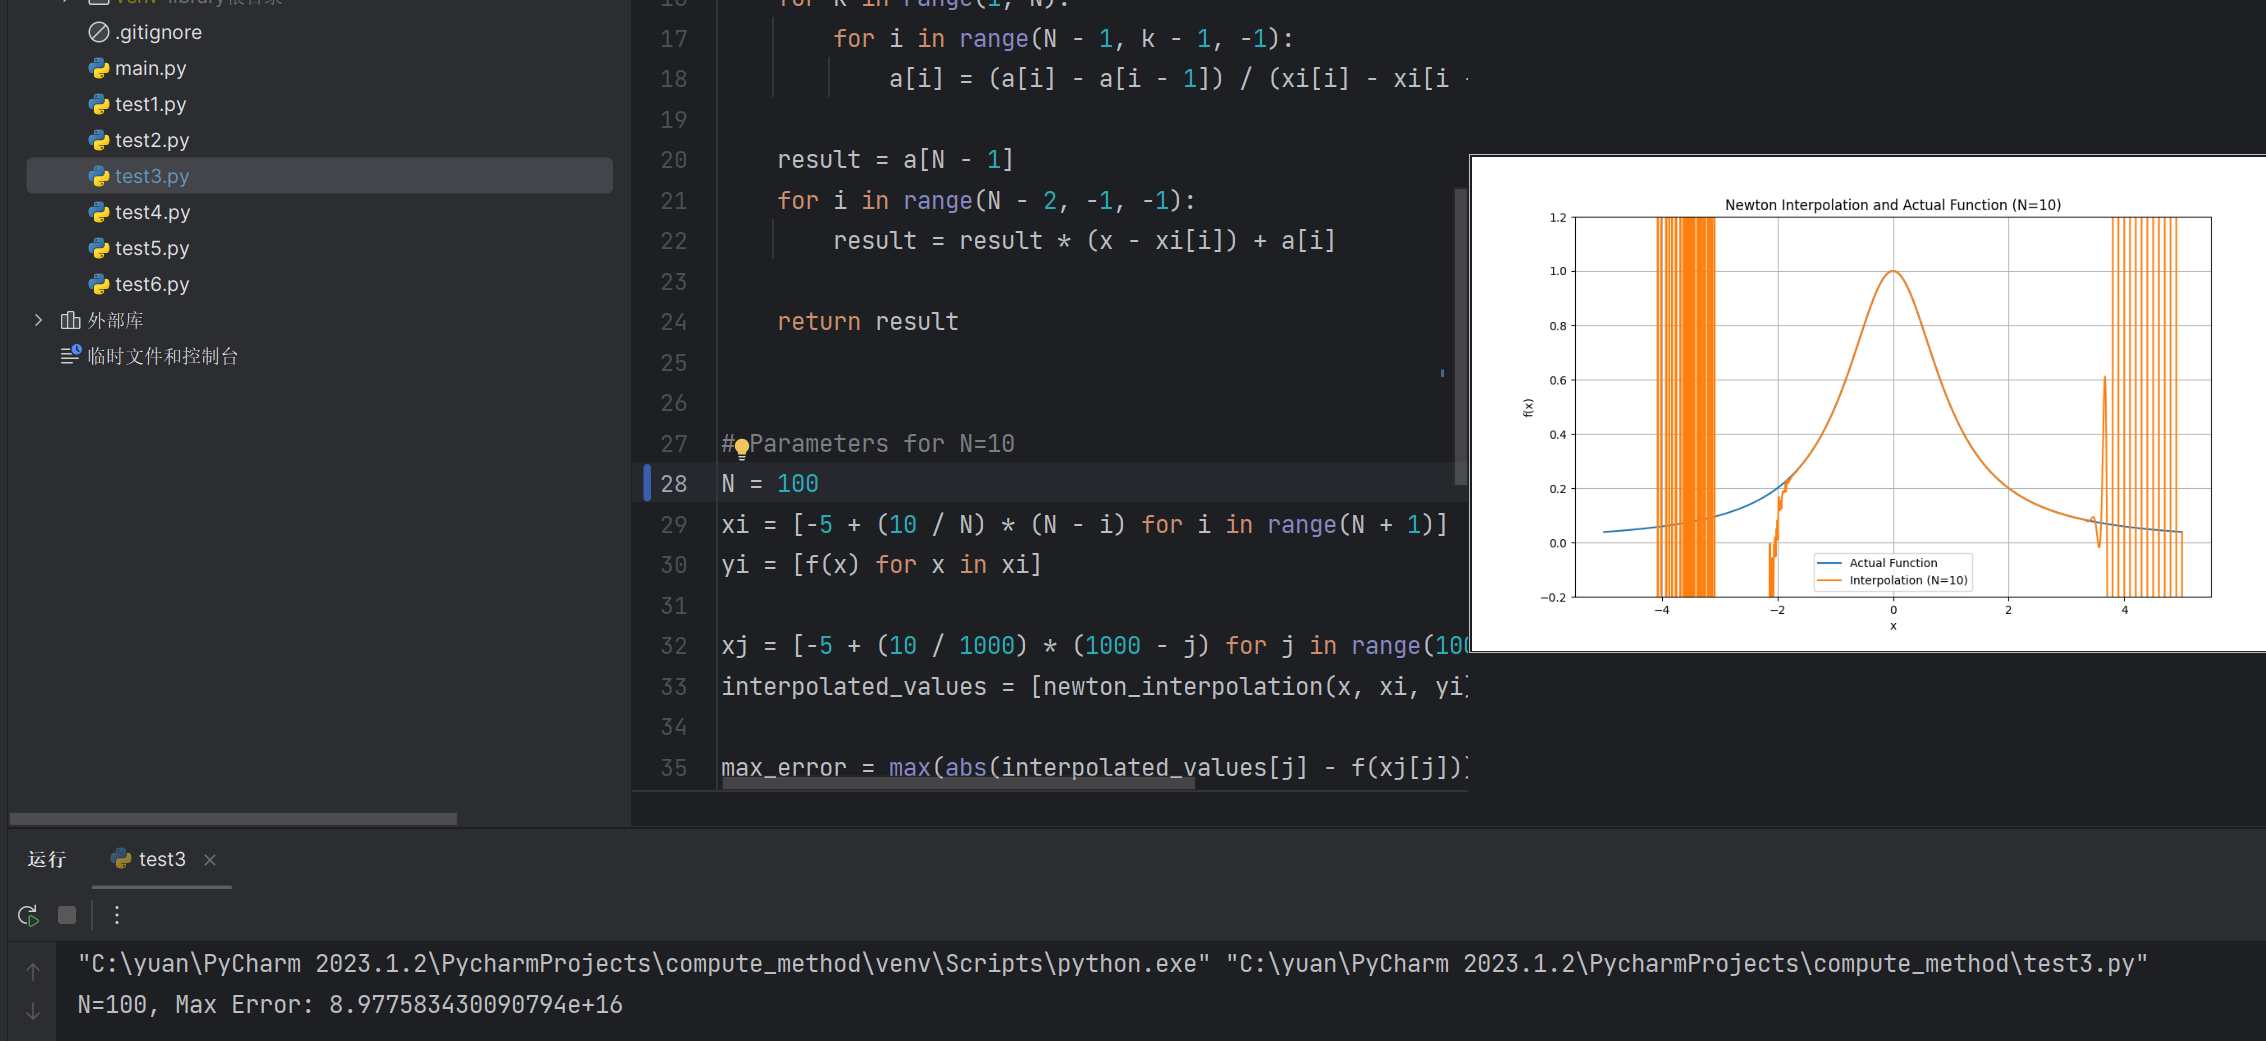 .gitignore
main.py
test1.py
test2.py
test3.py
test4.py
test5.py
test6.py
外部库
临时文件和控制台
17 for i in range(N - 1, k - 1, -1):
18 a[i] = (a[i] - a[i - 1]) / (xi[i] - xi[i -
19
20 result = a[N - 1]
21 for i in range(N - 2, -1, -1):
22 result = result * (x - xi[i]) + a[i]
23
24 return result
25
26
27 # Parameters for N=10
28 N = 100
29 xi = [-5 + (10 / N) * (N - i) for i in range(N + 1)]
30 yi = [f(x) for x in xi]
31
32 xj = [-5 + (10 / 1000) * (1000 - j) for j in range(100
33 interpolated_values = [newton_interpolation(x, xi, yi)
34
35 max_error = max(abs(interpolated_values[j] - f(xj[j]))
Newton Interpolation and Actual Function (N=10)
1.2
1.0
0.8
0.6
0.4
0.2
0.0
−0.2
f(x)
Actual Function
Interpolation (N=10)
−4 −2 0 2 4
x
运行 test3
"C:\yuan\PyCharm 2023.1.2\PycharmProjects\compute_method\venv\Scripts\python.exe" "C:\yuan\PyCharm 2023.1.2\PycharmProjects\compute_method\test3.py"
N=100, Max Error: 8.977583430090794e+16